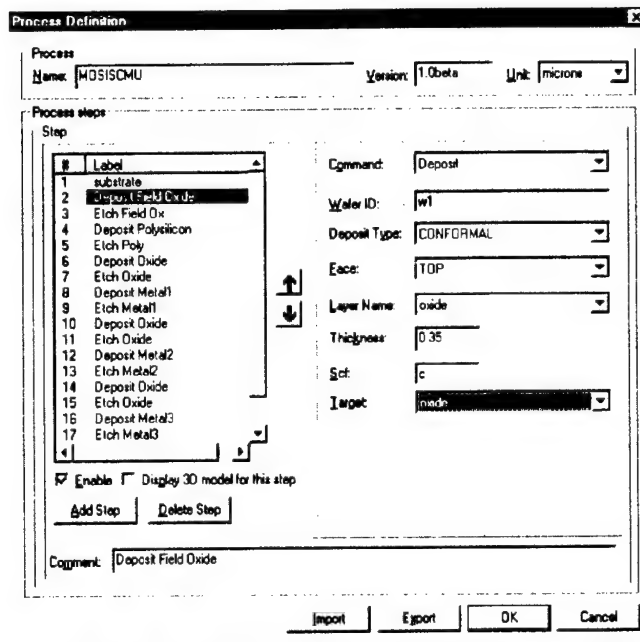 Process Definition
Process
Name: MOSISCMU Version: 1.0beta Unit: microns
Process steps
Step
# Label
1 substrate
2 Deposit Field Oxide
3 Etch Field Ox
4 Deposit Polysilicon
5 Etch Poly
6 Deposit Oxide
7 Etch Oxide
8 Deposit Metal1
9 Etch Metal1
10 Deposit Oxide
11 Etch Oxide
12 Deposit Metal2
13 Etch Metal2
14 Deposit Oxide
15 Etch Oxide
16 Deposit Metal3
17 Etch Metal3
Enable Display 3D model for this step
Add Step Delete Step
Command: Deposit
Wafer ID: w1
Deposit Type: CONFORMAL
Face: TOP
Layer Name: oxide
Thickness: 0.35
Scf: c
Target: oxide
Comment: Deposit Field Oxide
Import Export OK Cancel